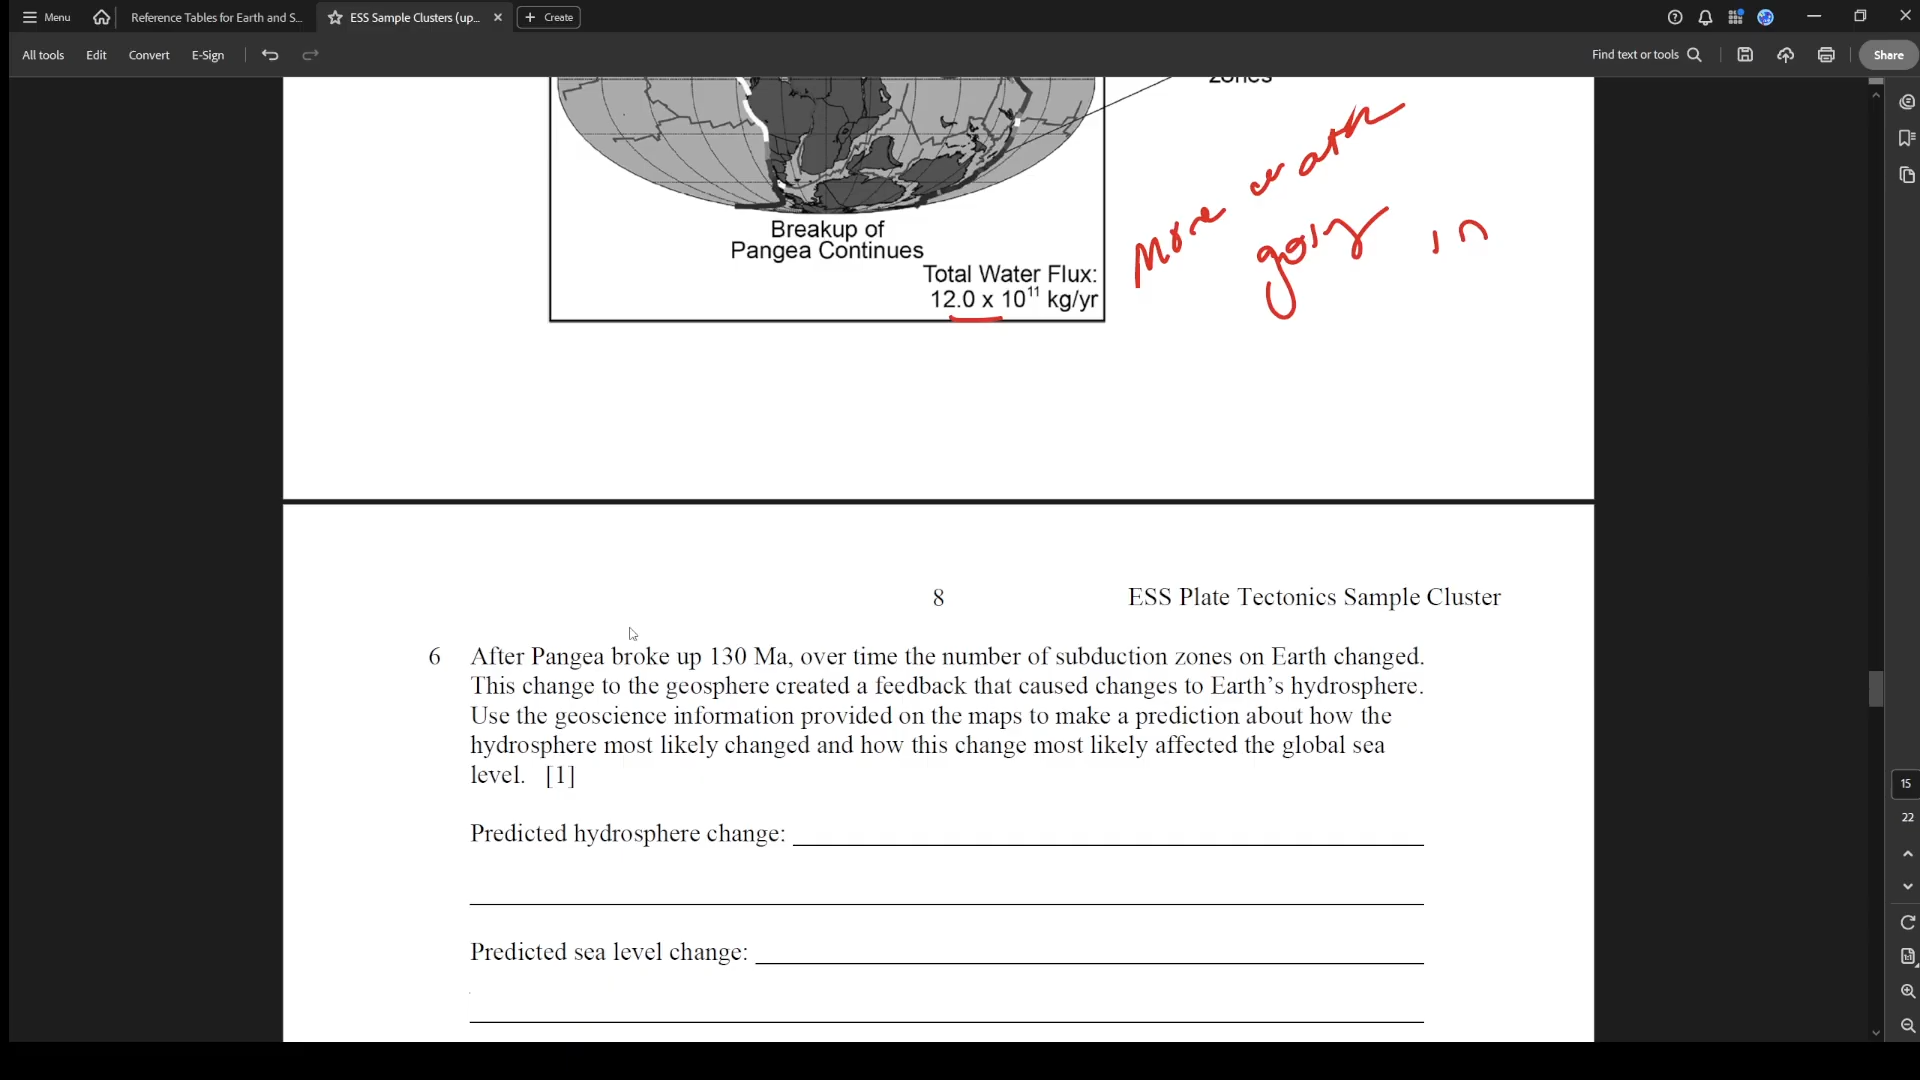 Menu
Reference Tables for Earth and S...
ESS Sample Clusters (up...
Create
All tools
Edit
Convert
E-Sign
Find text or tools
Share
zones
Breakup of
Pangea Continues
Total Water Flux:
12.0 x 10¹¹ kg/yr
More water
going in
8
ESS Plate Tectonics Sample Cluster
6 After Pangea broke up 130 Ma, over time the number of subduction zones on Earth changed.
This change to the geosphere created a feedback that caused changes to Earth’s hydrosphere.
Use the geoscience information provided on the maps to make a prediction about how the
hydrosphere most likely changed and how this change most likely affected the global sea
level. [1]
Predicted hydrosphere change:
Predicted sea level change:
15
22